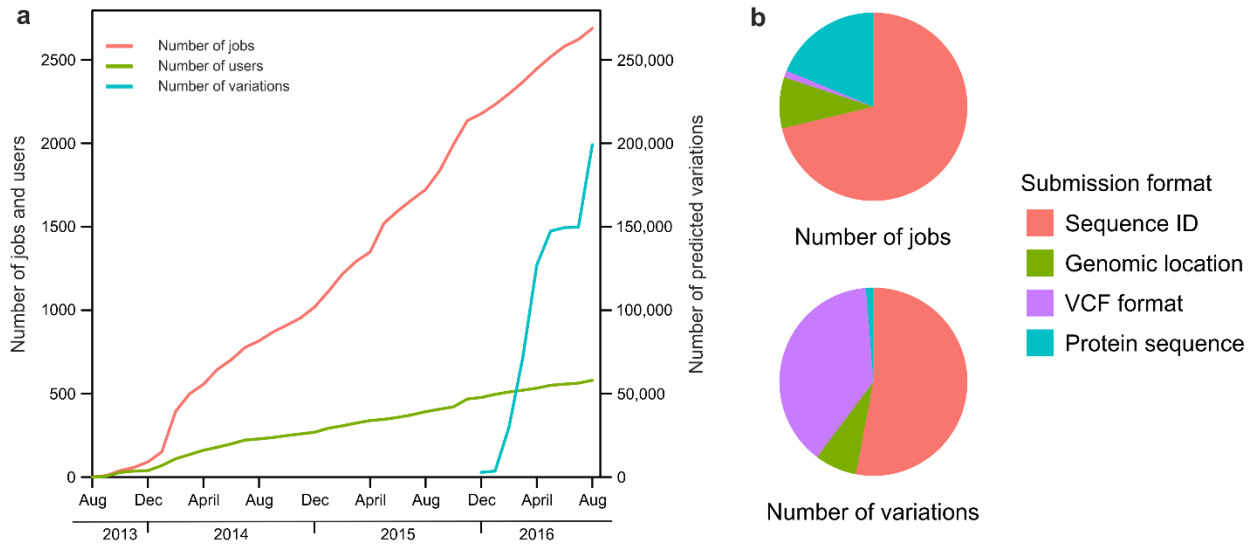 a
Number of jobs
Number of users
Number of variations
Number of jobs and users
2500
2000
1500
1000
500
0
250,000
200,000
150,000
100,000
50,000
0
Number of predicted variations
Aug Dec April Aug Dec April Aug Dec April Aug
2013 2014 2015 2016
b
Number of jobs
Number of variations
Submission format
Sequence ID
Genomic location
VCF format
Protein sequence